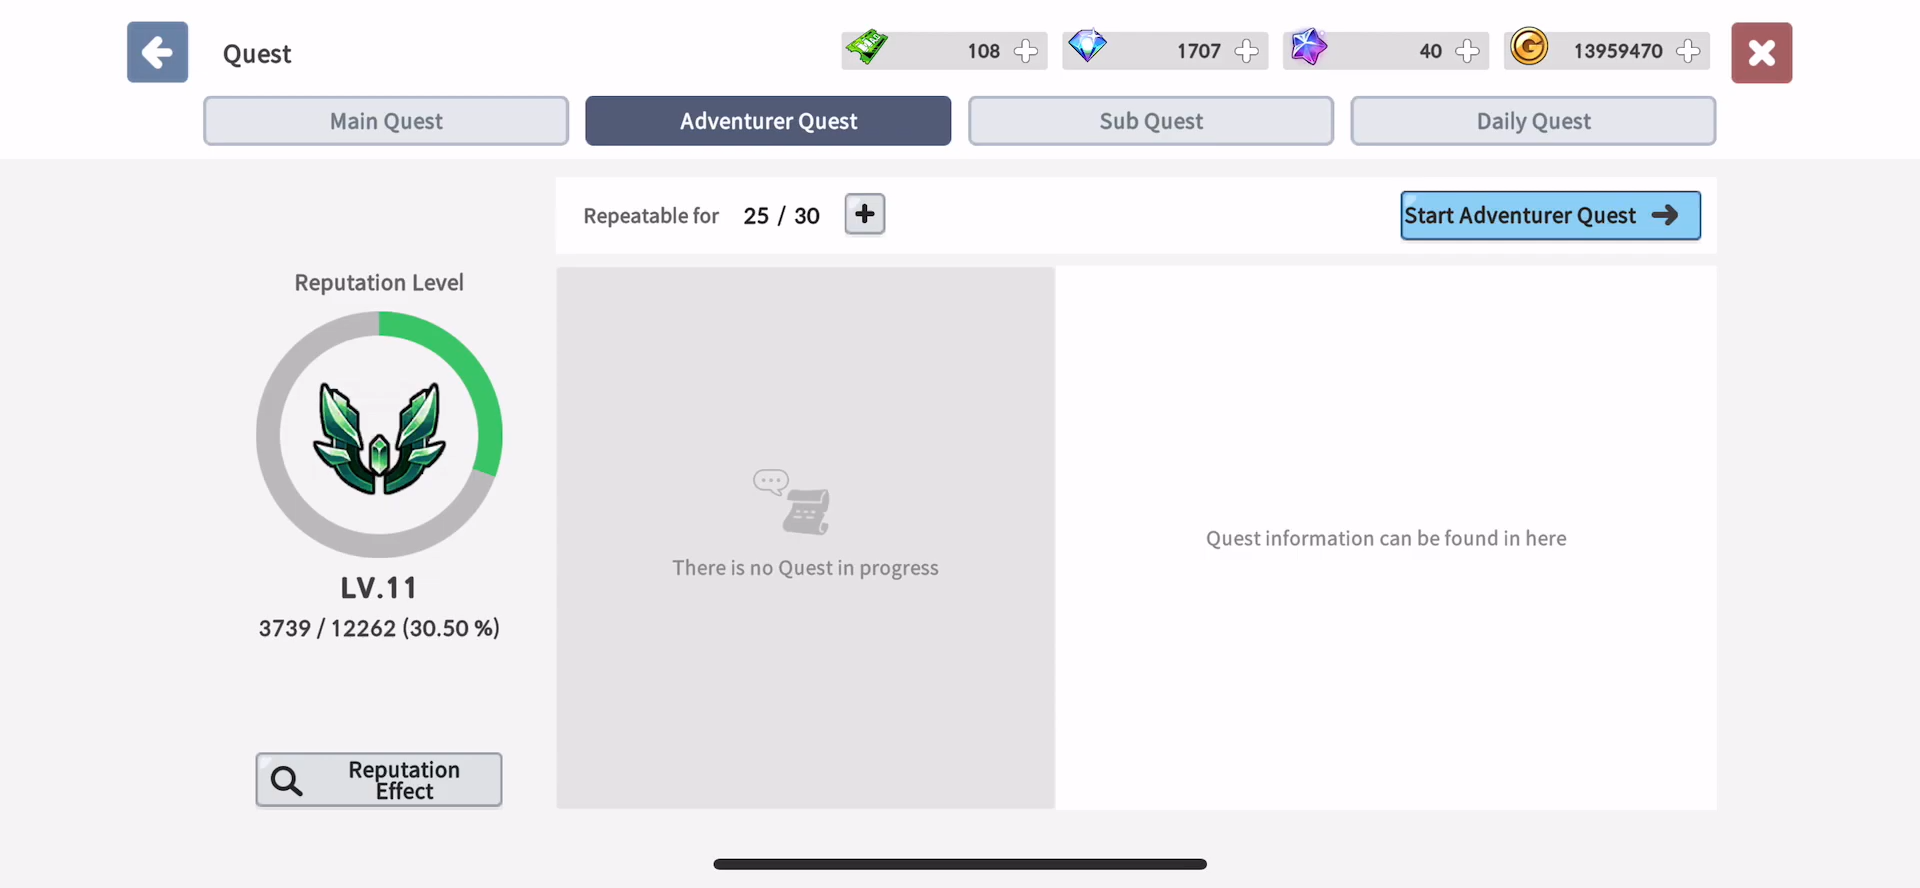 Quest
108
1707
40
13959470
Main Quest
Adventurer Quest
Sub Quest
Daily Quest
Repeatable for 25 / 30
Start Adventurer Quest
Reputation Level
LV.11
3739 / 12262 (30.50 %)
Reputation
Effect
There is no Quest in progress
Quest information can be found in here